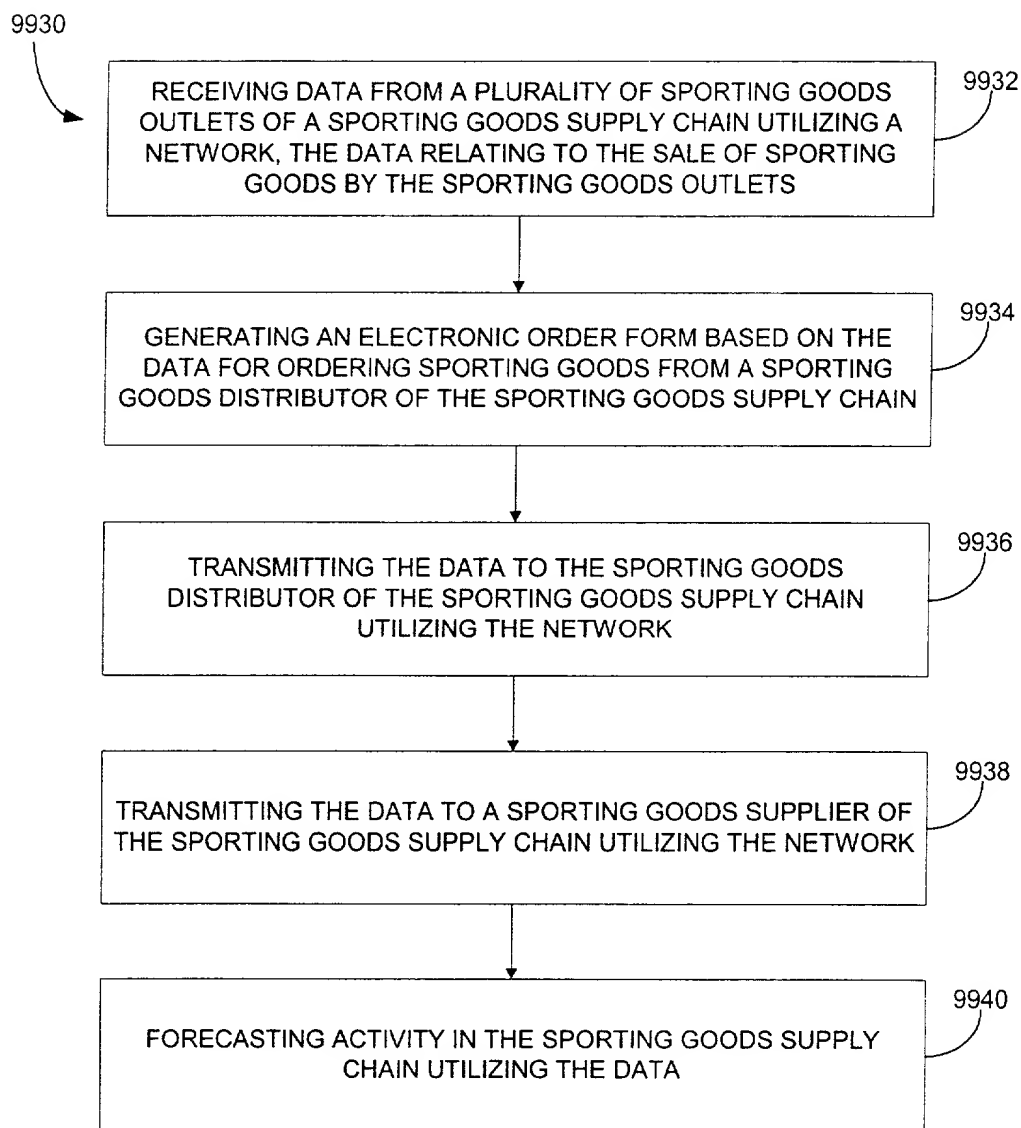 9930
9932
RECEIVING DATA FROM A PLURALITY OF SPORTING GOODS
OUTLETS OF A SPORTING GOODS SUPPLY CHAIN UTILIZING A
NETWORK, THE DATA RELATING TO THE SALE OF SPORTING
GOODS BY THE SPORTING GOODS OUTLETS
9934
GENERATING AN ELECTRONIC ORDER FORM BASED ON THE
DATA FOR ORDERING SPORTING GOODS FROM A SPORTING
GOODS DISTRIBUTOR OF THE SPORTING GOODS SUPPLY CHAIN
9936
TRANSMITTING THE DATA TO THE SPORTING GOODS
DISTRIBUTOR OF THE SPORTING GOODS SUPPLY CHAIN
UTILIZING THE NETWORK
9938
TRANSMITTING THE DATA TO A SPORTING GOODS SUPPLIER OF
THE SPORTING GOODS SUPPLY CHAIN UTILIZING THE NETWORK
9940
FORECASTING ACTIVITY IN THE SPORTING GOODS SUPPLY
CHAIN UTILIZING THE DATA